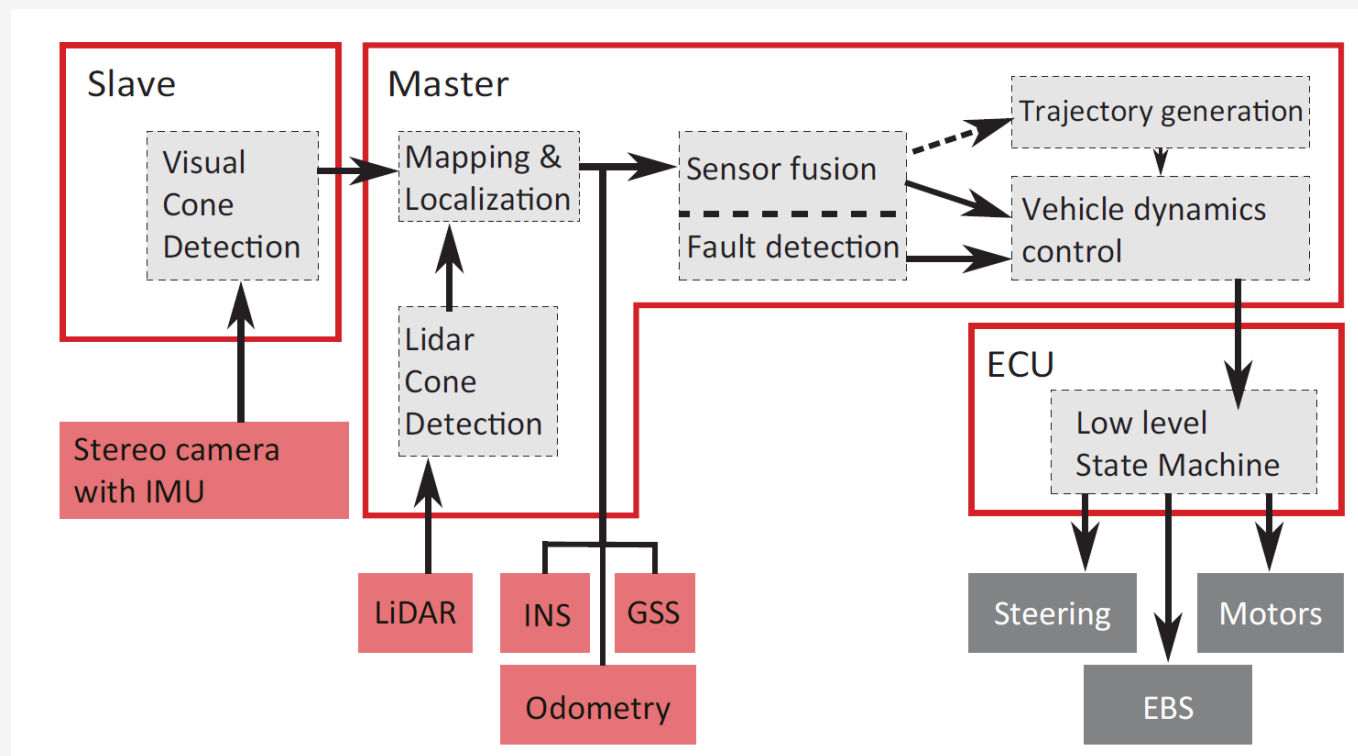 Slave
Visual
Cone
Detection
Stereo camera
with IMU
Master
Mapping &
Localization
Lidar
Cone
Detection
LiDAR
INS
GSS
Odometry
Sensor fusion
Fault detection
Trajectory generation
Vehicle dynamics
control
ECU
Low level
State Machine
Steering
Motors
EBS